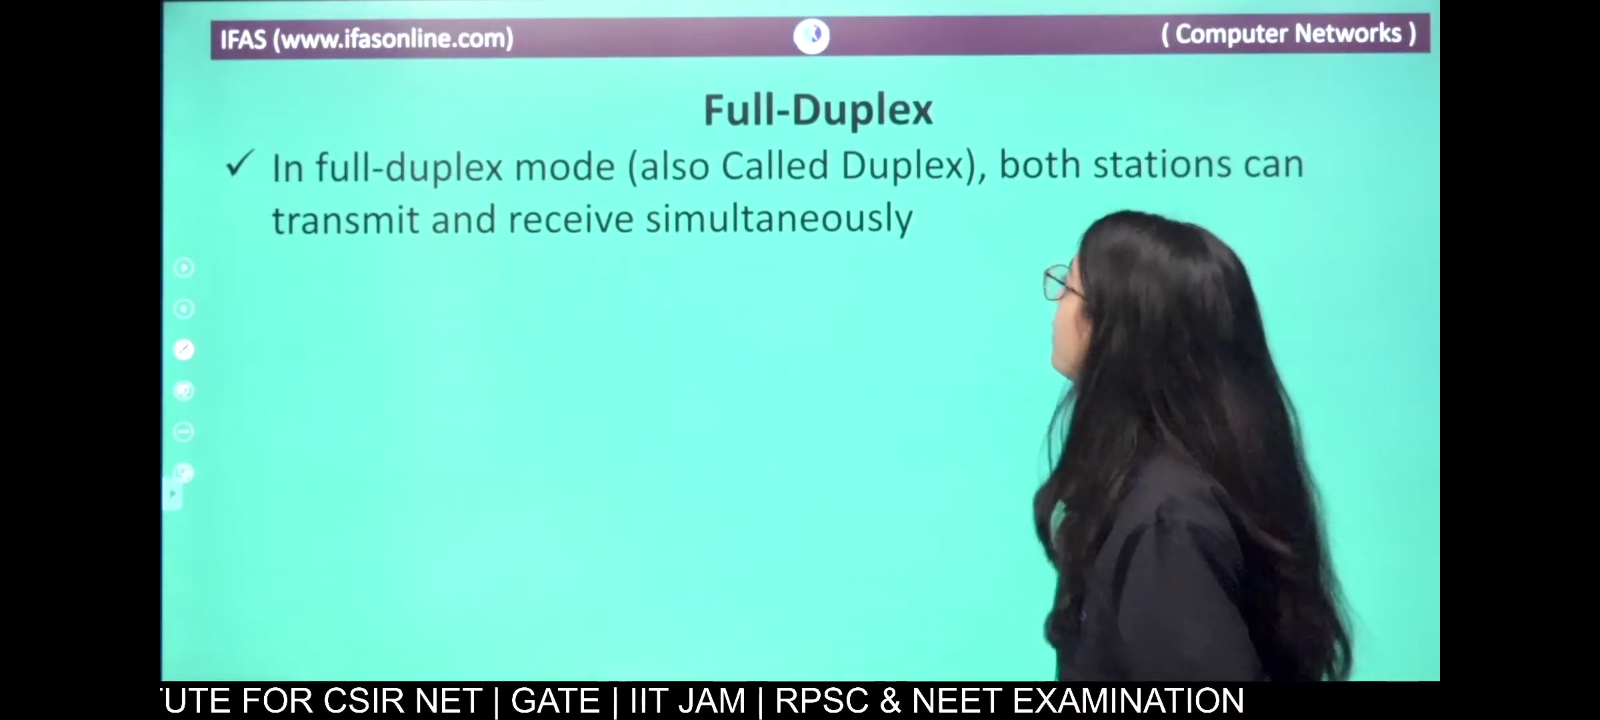 IFAS (www.ifasonline.com)
( Computer Networks )
Full-Duplex
✓ In full-duplex mode (also Called Duplex), both stations can
transmit and receive simultaneously
UTE FOR CSIR NET | GATE | IIT JAM | RPSC & NEET EXAMINATION